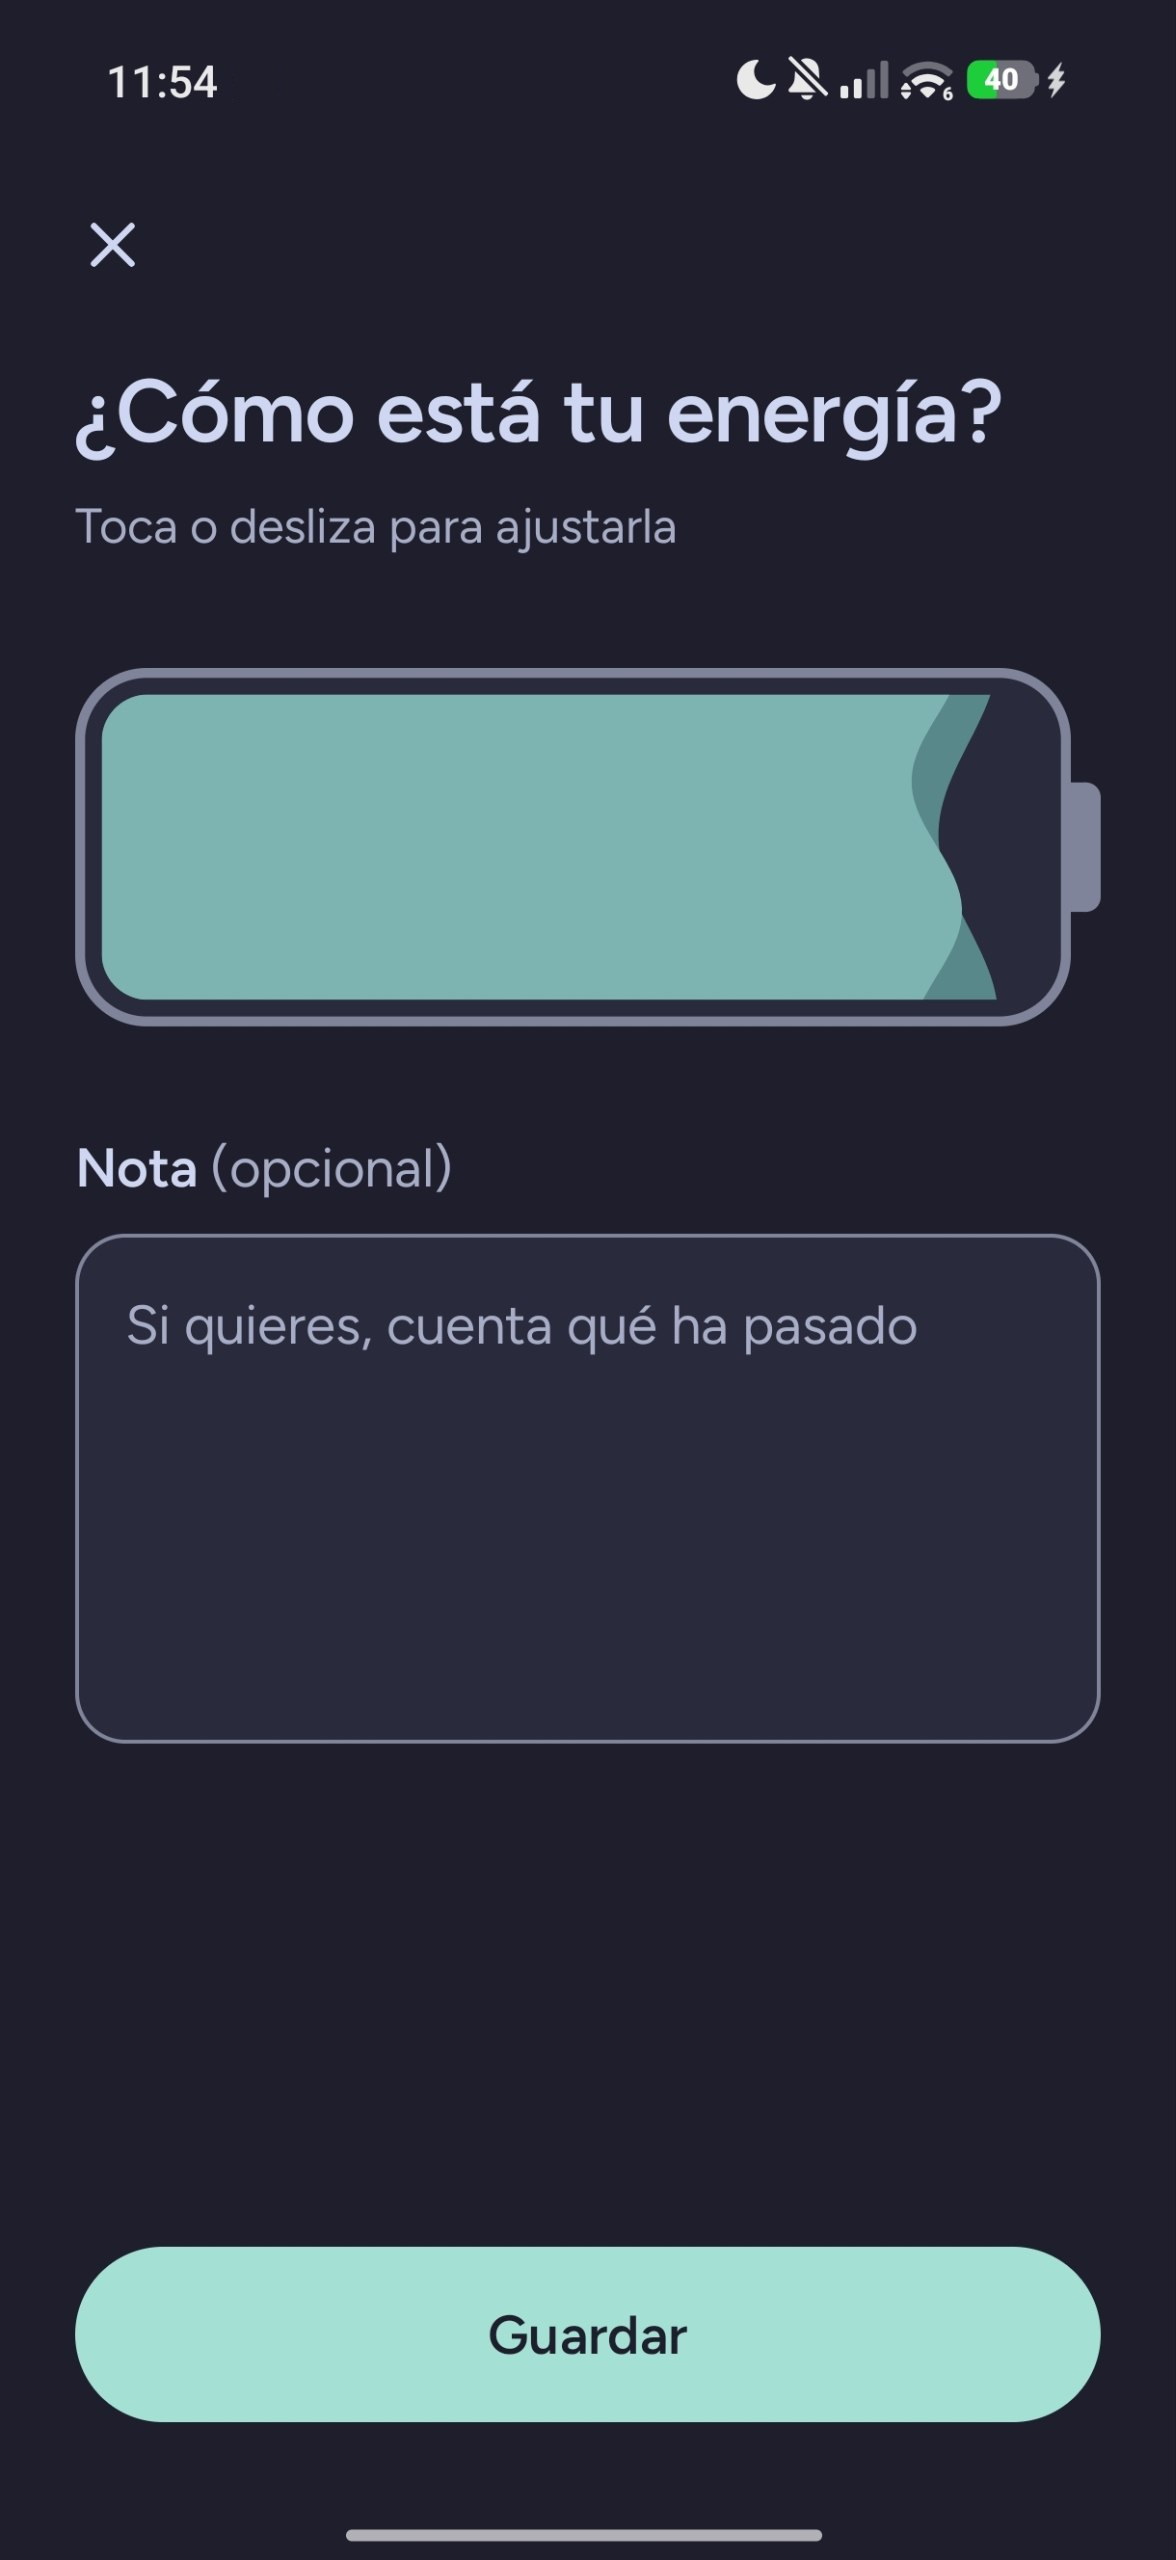 11:54
6
40
¿Cómo está tu energía?
Toca o desliza para ajustarla
Nota (opcional)
Si quieres, cuenta qué ha pasado
Guardar